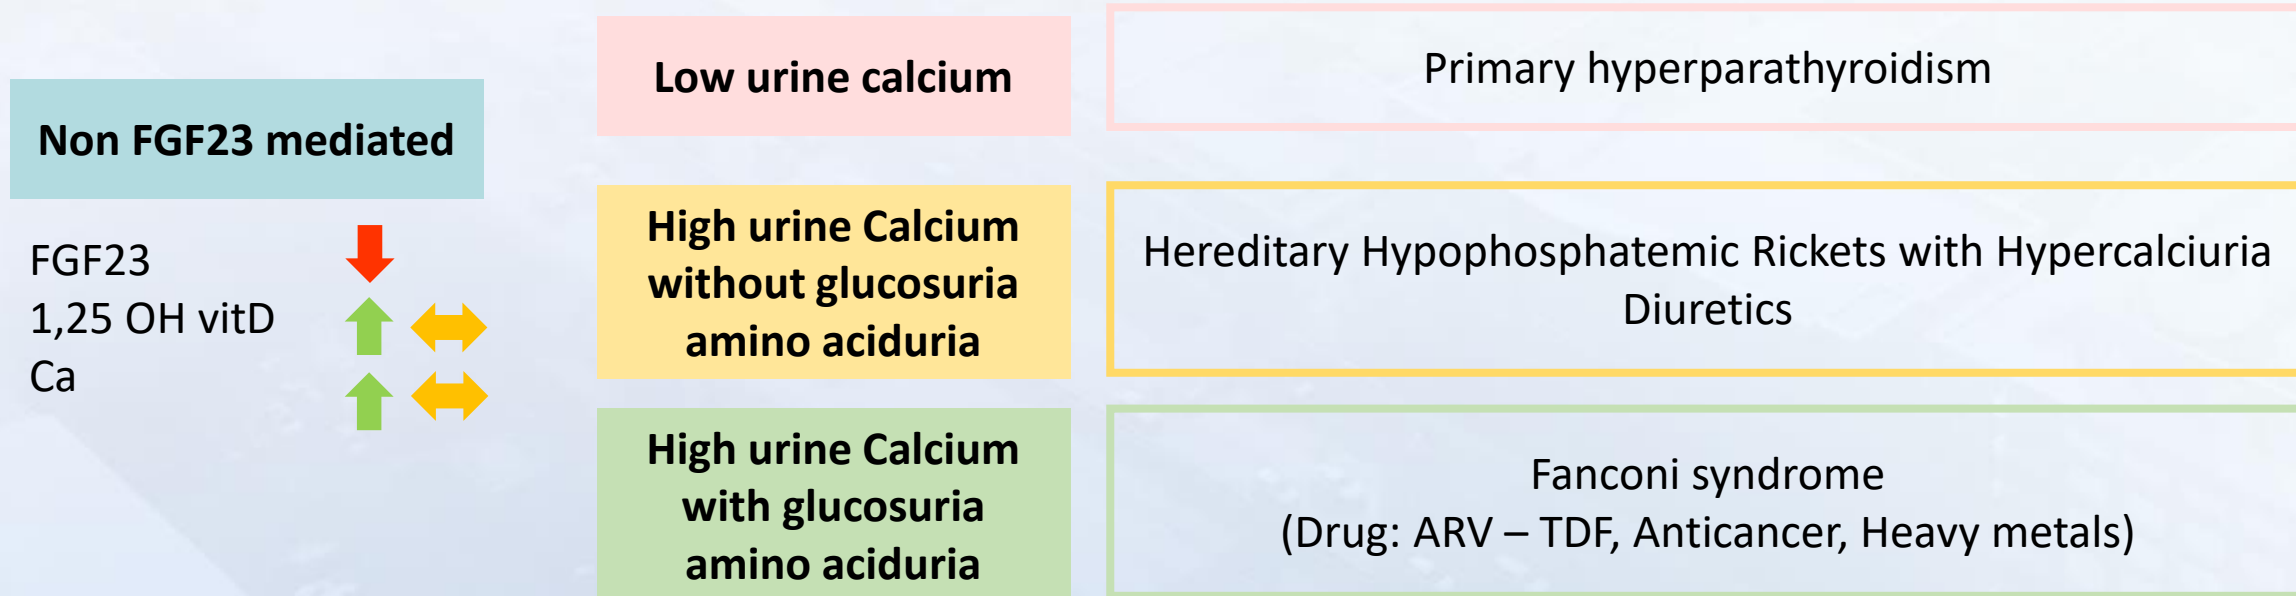 Non FGF23 mediated
FGF23
1,25 OH vitD
Ca
Low urine calcium
Primary hyperparathyroidism
High urine Calcium
without glucosuria
amino aciduria
Hereditary Hypophosphatemic Rickets with Hypercalciuria
Diuretics
High urine Calcium
with glucosuria
amino aciduria
Fanconi syndrome
(Drug: ARV – TDF, Anticancer, Heavy metals)